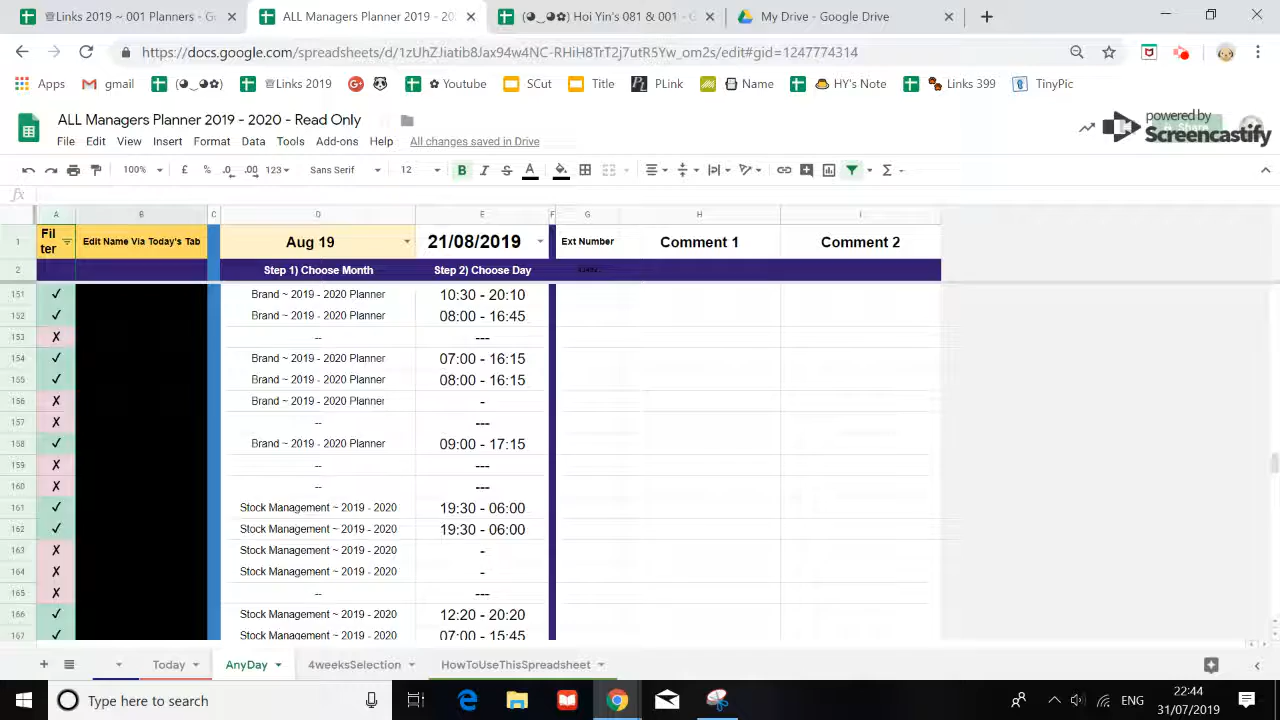 Links 2019 ~ 001 Planners - G
ALL Managers Planner 2019 - 202
Hoi Yin's 081 & 001 - G
My Drive - Google Drive
https://docs.google.com/spreadsheets/d/1zUhZJiatib8Jax94w4NC-RHiH8TrT2j7utR5Yw_om2s/edit#gid=1247774314
Apps
gmail
(◕‿◕✿)
♕Links 2019
✿ Youtube
SCut
Title
PLink
Name
HY's Note
Links 399
TinyPic
ALL Managers Planner 2019 - 2020 - Read Only
powered by
Screencastify
Share
File Edit View Insert Format Data Tools Add-ons Help All changes saved in Drive
100% £ % .0 .00 123 Sans Serif 12 B I S A Σ
fx
A B C D E F G H I
1 Filter Edit Name Via Today's Tab Aug 19 21/08/2019 Ext Number Comment 1 Comment 2
2 Step 1) Choose Month Step 2) Choose Day
151 ✓ Brand ~ 2019 - 2020 Planner 10:30 - 20:10
152 ✓ Brand ~ 2019 - 2020 Planner 08:00 - 16:45
153 ✗ -- ---
154 ✓ Brand ~ 2019 - 2020 Planner 07:00 - 16:15
155 ✓ Brand ~ 2019 - 2020 Planner 08:00 - 16:15
156 ✗ Brand ~ 2019 - 2020 Planner -
157 ✗ -- ---
158 ✓ Brand ~ 2019 - 2020 Planner 09:00 - 17:15
159 ✗ -- ---
160 ✗ -- ---
161 ✓ Stock Management ~ 2019 - 2020 19:30 - 06:00
162 ✓ Stock Management ~ 2019 - 2020 19:30 - 06:00
163 ✗ Stock Management ~ 2019 - 2020 -
164 ✗ Stock Management ~ 2019 - 2020 -
165 ✗ -- ---
166 ✓ Stock Management ~ 2019 - 2020 12:20 - 20:20
167 ✓ Stock Management ~ 2019 - 2020 07:00 - 15:45
Today AnyDay 4weeksSelection HowToUseThisSpreadsheet
Type here to search
ENG
22:44
31/07/2019